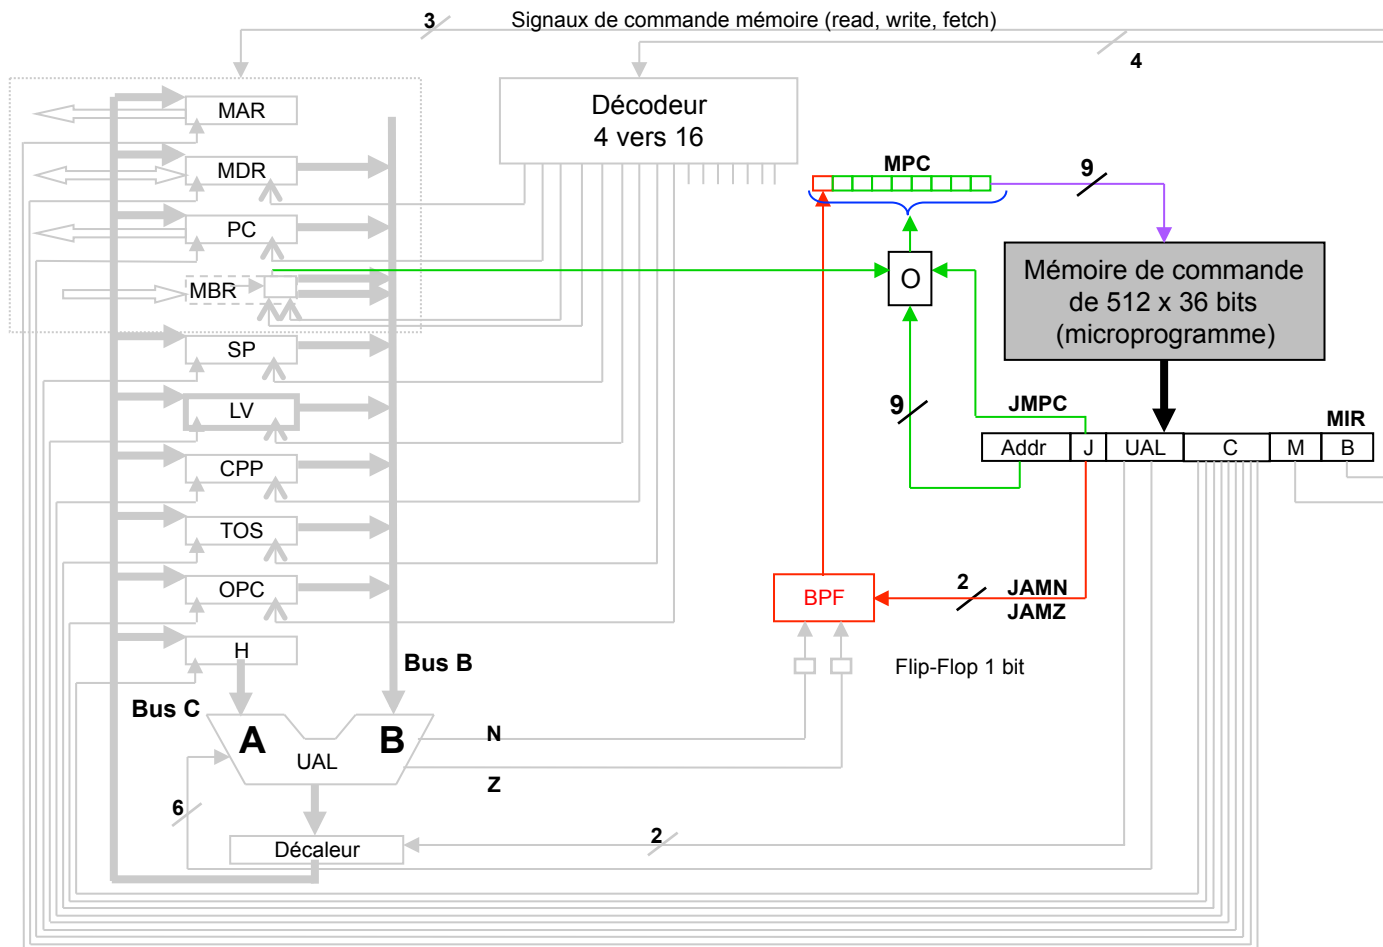 3
Signaux de commande mémoire (read, write, fetch)
4
MAR
MDR
PC
MBR
SP
LV
CPP
TOS
OPC
H
Décodeur
4 vers 16
MPC
9
O
Mémoire de commande
de 512 x 36 bits
(microprogramme)
9
JMPC
MIR
Addr
J
UAL
C
M
B
BPF
2
JAMN
JAMZ
Flip-Flop 1 bit
Bus B
Bus C
A
B
UAL
N
Z
6
2
Décaleur